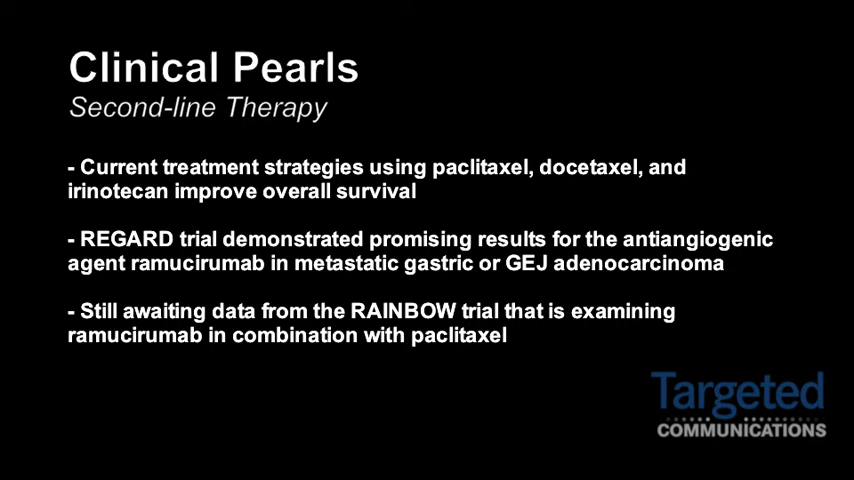 Clinical Pearls
Second-line Therapy
- Current treatment strategies using paclitaxel, docetaxel, and
irinotecan improve overall survival
- REGARD trial demonstrated promising results for the antiangiogenic
agent ramucirumab in metastatic gastric or GEJ adenocarcinoma
- Still awaiting data from the RAINBOW trial that is examining
ramucirumab in combination with paclitaxel
Targeted
COMMUNICATIONS